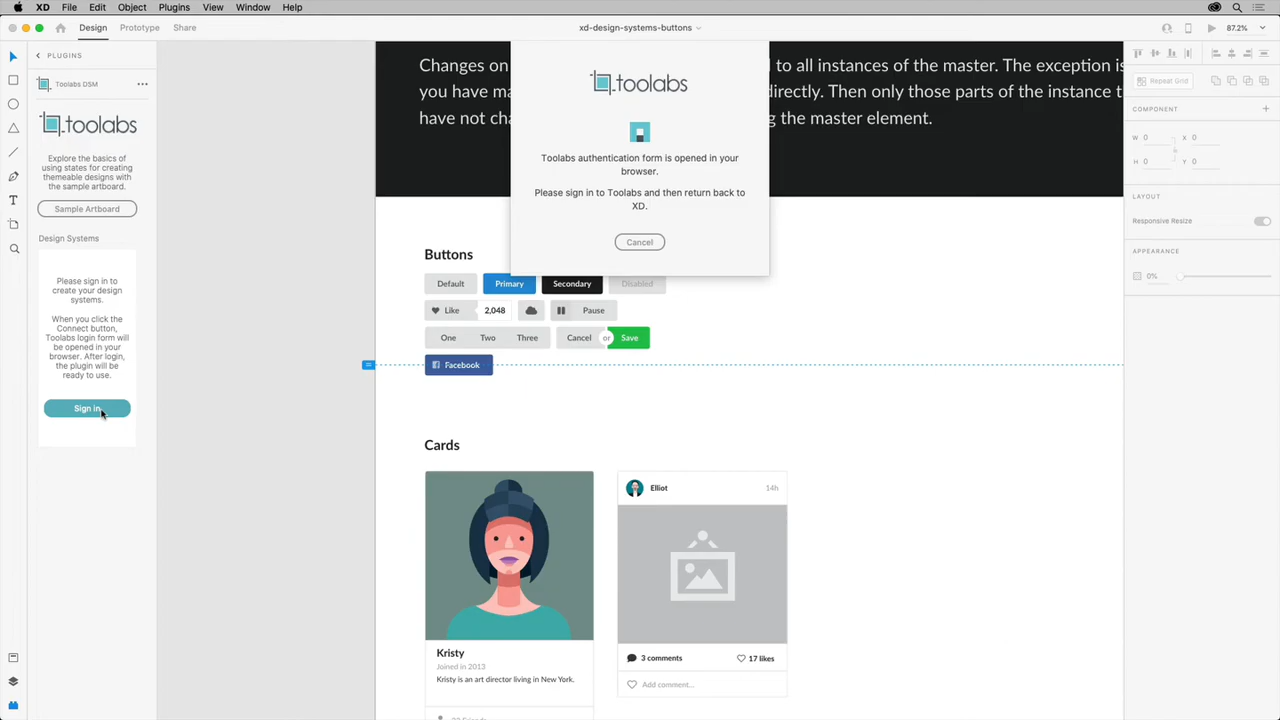 XD File Edit Object Plugins View Window Help
Design Prototype Share
xd-design-systems-buttons
87.2%
PLUGINS
Toolabs DSM
toolabs
Explore the basics of
using states for creating
themeable designs with
the sample artboard.
Sample Artboard
Design Systems
Please sign in to
create your design
systems.
When you click the
Connect button,
Toolabs login form will
be opened in your
browser. After login,
the plugin will be
ready to use.
Sign in
Changes on
to all instances of the master. The exception is
you have ma
directly. Then only those parts of the instance t
have not cha
g the master element.
toolabs
Toolabs authentication form is opened in your
browser.
Please sign in to Toolabs and then return back to
XD.
Cancel
Buttons
Default Primary Secondary Disabled
Like 2,048 Pause
One Two Three Cancel or Save
Facebook
Cards
Kristy
Joined in 2013
Kristy is an art director living in New York.
Elliot 14h
3 comments 17 likes
Add comment...
Repeat Grid
COMPONENT
W 0 X 0
H 0 Y 0
LAYOUT
Responsive Resize
APPEARANCE
0%